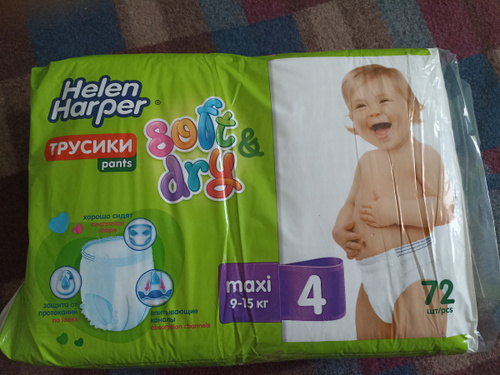 Helen
Harper®
ТРУСИКИ
pants
soft &
dry
хорошо сидят
защита от
протеканий
впитывающие
каналы
maxi
9-15 кг
4
72
шт/pcs